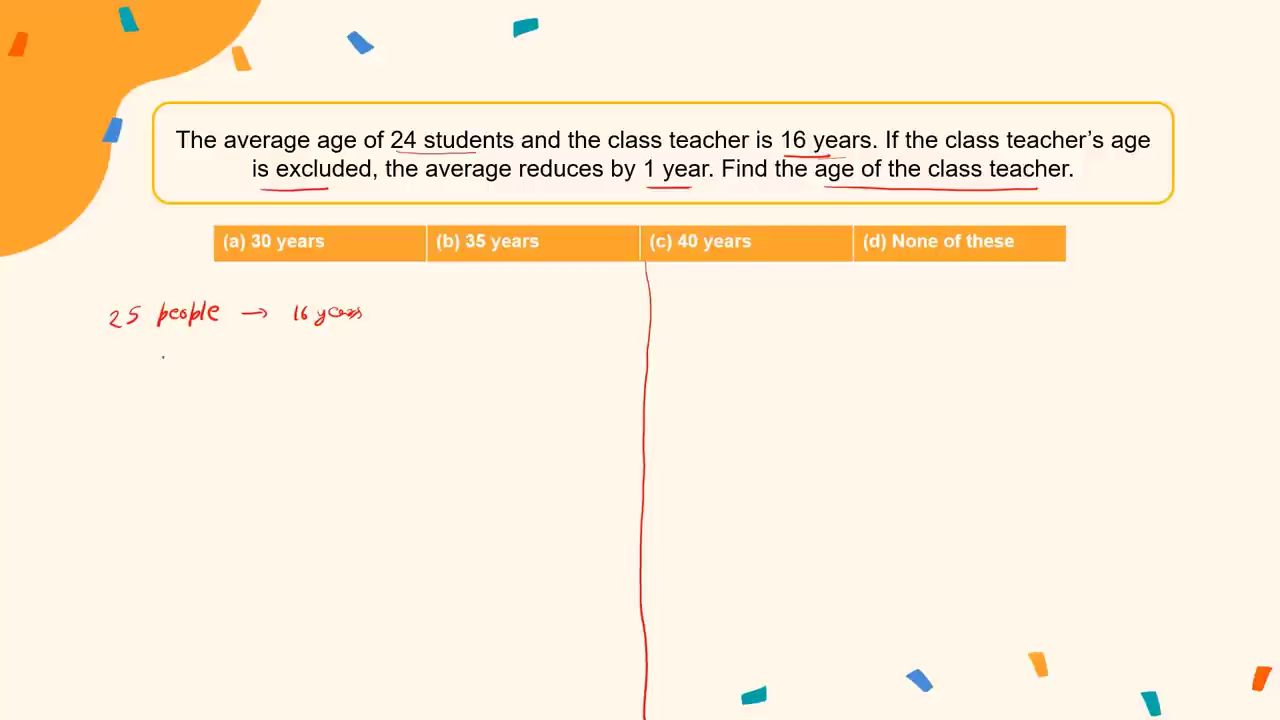 The average age of 24 students and the class teacher is 16 years. If the class teacher’s age
is excluded, the average reduces by 1 year. Find the age of the class teacher.
(a) 30 years (b) 35 years (c) 40 years (d) None of these
25 people → 16 years